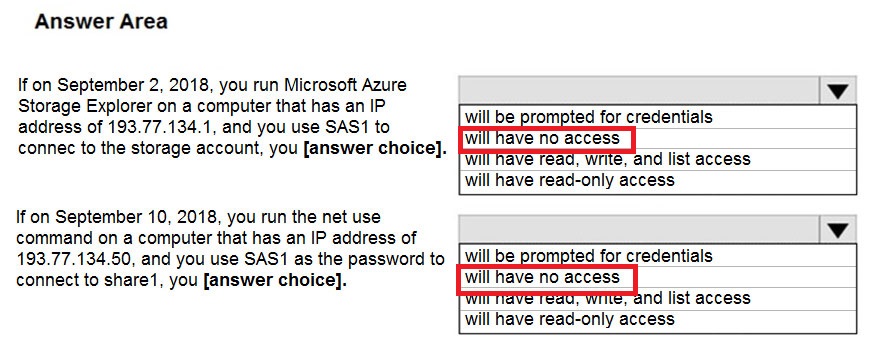 Answer Area
If on September 2, 2018, you run Microsoft Azure
Storage Explorer on a computer that has an IP
address of 193.77.134.1, and you use SAS1 to
connec to the storage account, you [answer choice].
will be prompted for credentials
will have no access
will have read, write, and list access
will have read-only access
If on September 10, 2018, you run the net use
command on a computer that has an IP address of
193.77.134.50, and you use SAS1 as the password to
connect to share1, you [answer choice].
will be prompted for credentials
will have no access
will have read, write, and list access
will have read-only access